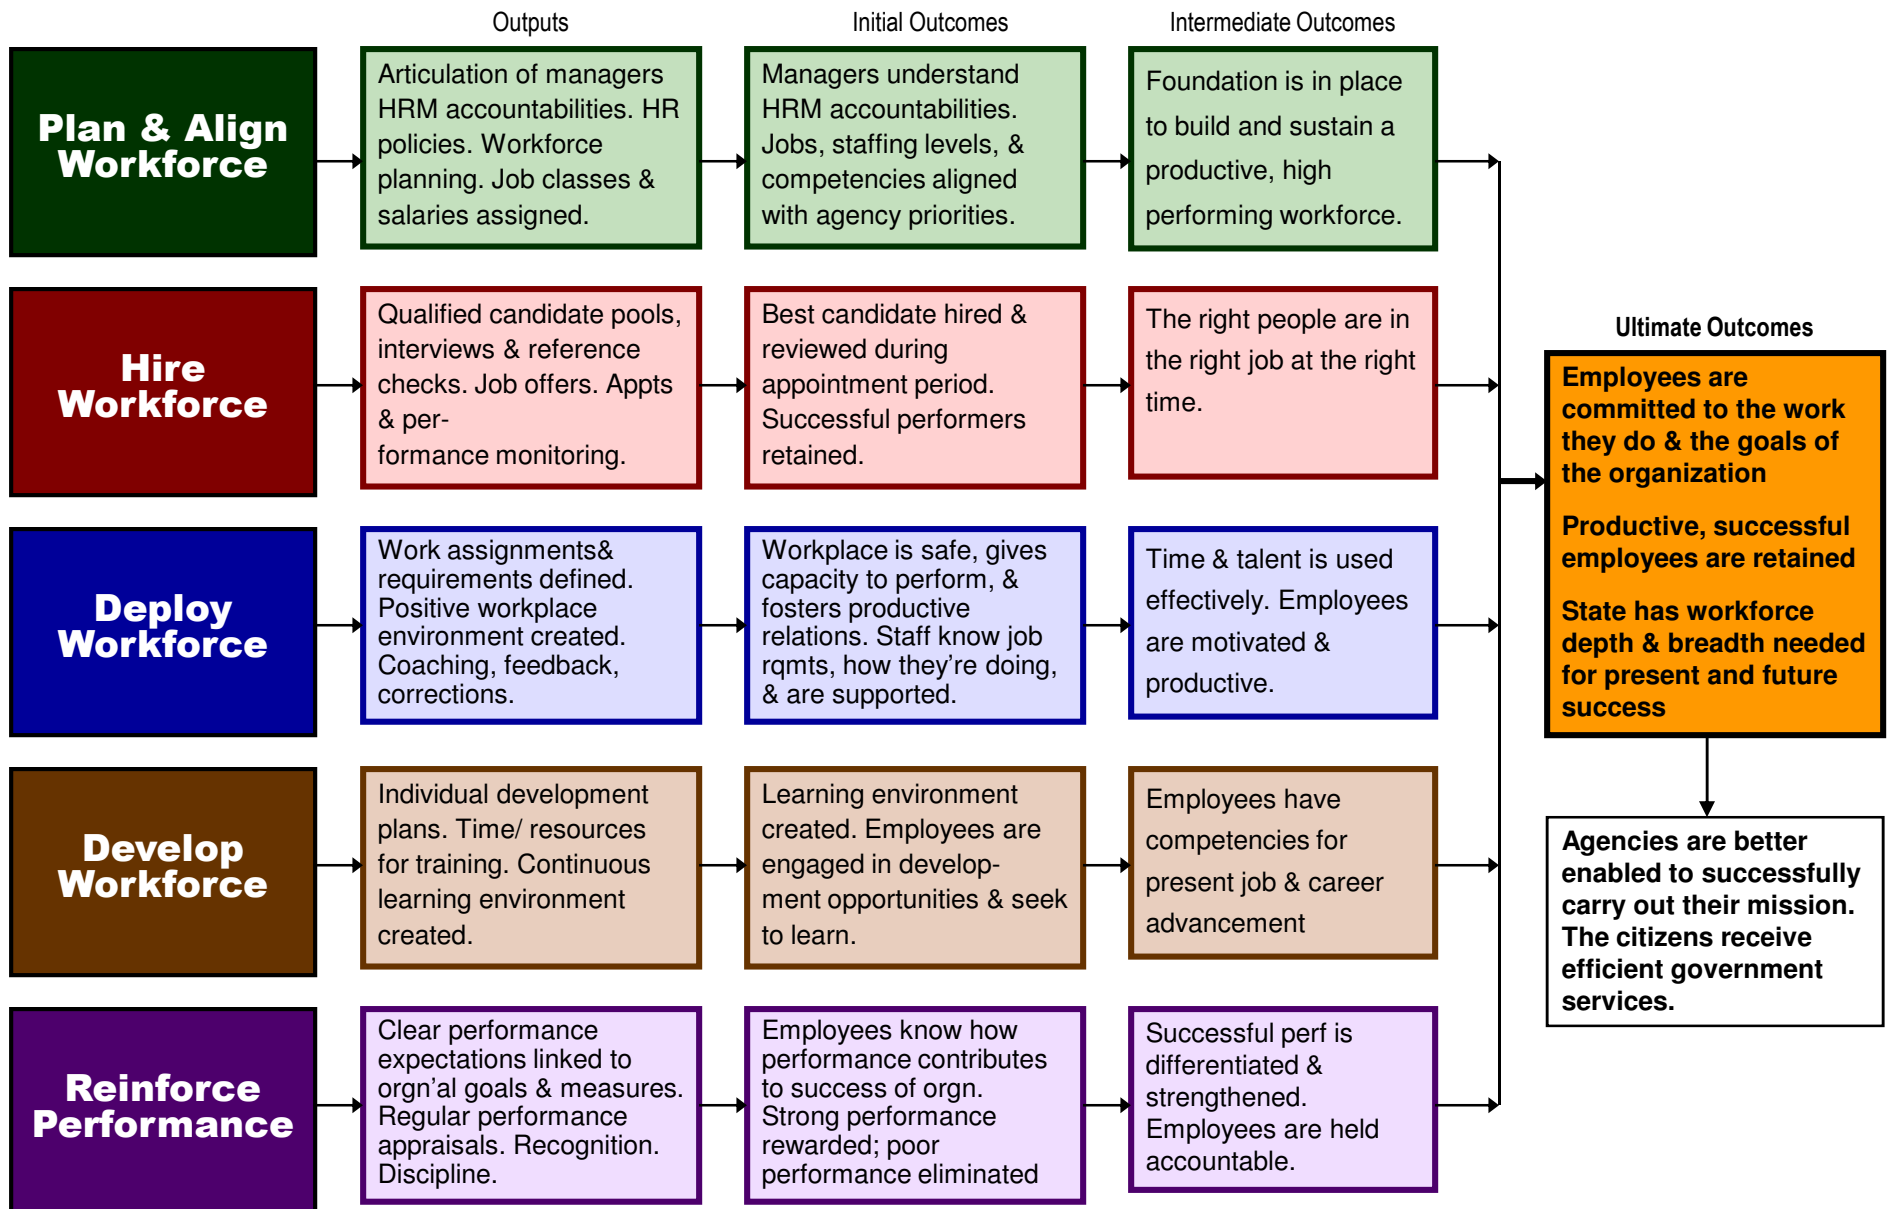 Outputs
Initial Outcomes
Intermediate Outcomes
Plan & Align
Workforce
Articulation of managers
HRM accountabilities. HR
policies. Workforce
planning. Job classes &
salaries assigned.
Managers understand
HRM accountabilities.
Jobs, staffing levels, &
competencies aligned
with agency priorities.
Foundation is in place
to build and sustain a
productive, high
performing workforce.
Hire
Workforce
Qualified candidate pools,
interviews & reference
checks. Job offers. Appts
& per-
formance monitoring.
Best candidate hired &
reviewed during
appointment period.
Successful performers
retained.
The right people are in
the right job at the right
time.
Deploy
Workforce
Work assignments&
requirements defined.
Positive workplace
environment created.
Coaching, feedback,
corrections.
Workplace is safe, gives
capacity to perform, &
fosters productive
relations. Staff know job
rqmts, how they’re doing,
& are supported.
Time & talent is used
effectively. Employees
are motivated &
productive.
Develop
Workforce
Individual development
plans. Time/ resources
for training. Continuous
learning environment
created.
Learning environment
created. Employees are
engaged in develop-
ment opportunities & seek
to learn.
Employees have
competencies for
present job & career
advancement
Reinforce
Performance
Clear performance
expectations linked to
orgn’al goals & measures.
Regular performance
appraisals. Recognition.
Discipline.
Employees know how
performance contributes
to success of orgn.
Strong performance
rewarded; poor
performance eliminated
Successful perf is
differentiated &
strengthened.
Employees are held
accountable.
Ultimate Outcomes
Employees are
committed to the work
they do & the goals of
the organization
Productive, successful
employees are retained
State has workforce
depth & breadth needed
for present and future
success
Agencies are better
enabled to successfully
carry out their mission.
The citizens receive
efficient government
services.